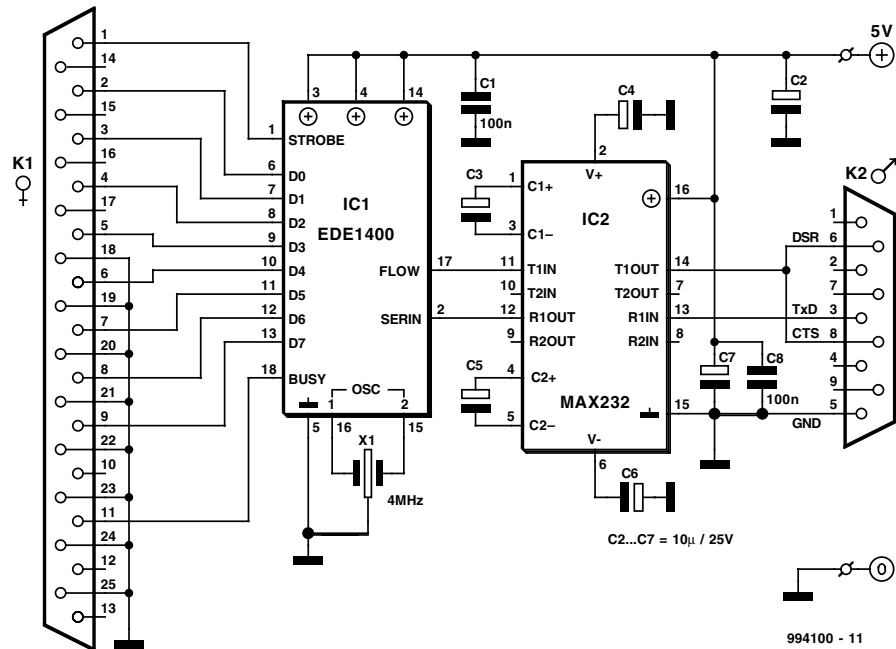 K1
1
14
2
15
3
16
4
17
5
18
6
19
7
20
8
21
9
22
10
23
11
24
12
25
13
3
4
14
1 STROBE
6 D0
7 D1
8 D2
9 D3
10 D4
11 D5
12 D6
13 D7
18 BUSY
IC1
EDE1400
FLOW 17
SERIN 2
OSC
1 2
5 16 15
X1
4MHz
C1
100n
C3
C5
C4
2
V+
1 C1+
3 C1–
11 T1IN
10 T2IN
12 R1OUT
9 R2OUT
4 C2+
5 C2–
IC2
MAX232
16
T1OUT 14
T2OUT 7
R1IN 13
R2IN 8
15
V-
6
C6
C2...C7 = 10µ / 25V
5V
+
C2
C7
C8
100n
K2
1
DSR 6
2
7
TxD 3
CTS 8
4
9
GND 5
0
994100 - 11